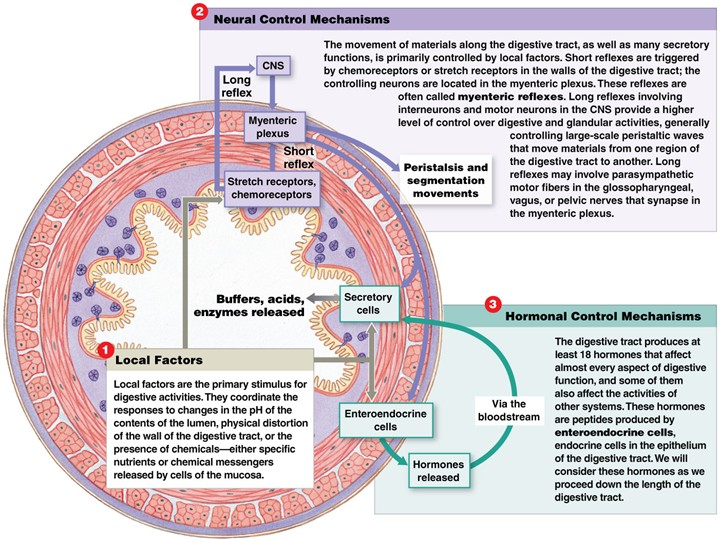 2
Neural Control Mechanisms
The movement of materials along the digestive tract, as well as many secretory
functions, is primarily controlled by local factors. Short reflexes are triggered
by chemoreceptors or stretch receptors in the walls of the digestive tract; the
controlling neurons are located in the myenteric plexus. These reflexes are
often called myenteric reflexes. Long reflexes involving
interneurons and motor neurons in the CNS provide a higher
level of control over digestive and glandular activities, generally
controlling large-scale peristaltic waves
that move materials from one region of
the digestive tract to another. Long
reflexes may involve parasympathetic
motor fibers in the glossopharyngeal,
vagus, or pelvic nerves that synapse in
the myenteric plexus.
CNS
Long
reflex
Myenteric
plexus
Short
reflex
Stretch receptors,
chemoreceptors
Peristalsis and
segmentation
movements
Buffers, acids,
enzymes released
Secretory
cells
1
Local Factors
Local factors are the primary stimulus for
digestive activities. They coordinate the
responses to changes in the pH of the
contents of the lumen, physical distortion
of the wall of the digestive tract, or the
presence of chemicals—either specific
nutrients or chemical messengers
released by cells of the mucosa.
Enteroendocrine
cells
Hormones
released
Via the
bloodstream
3
Hormonal Control Mechanisms
The digestive tract produces at
least 18 hormones that affect
almost every aspect of digestive
function, and some of them
also affect the activities of
other systems. These hormones
are peptides produced by
enteroendocrine cells,
endocrine cells in the epithelium
of the digestive tract. We will
consider these hormones as we
proceed down the length of the
digestive tract.